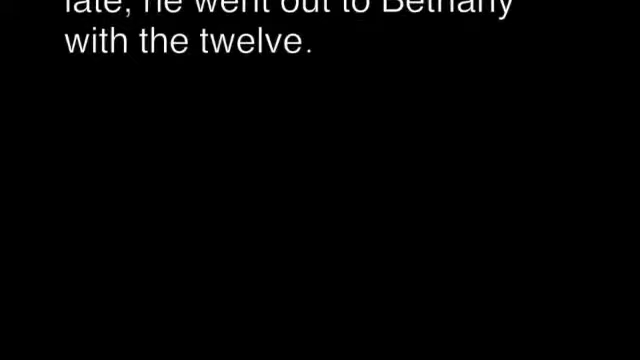 late, he went out to Bethany
with the twelve.